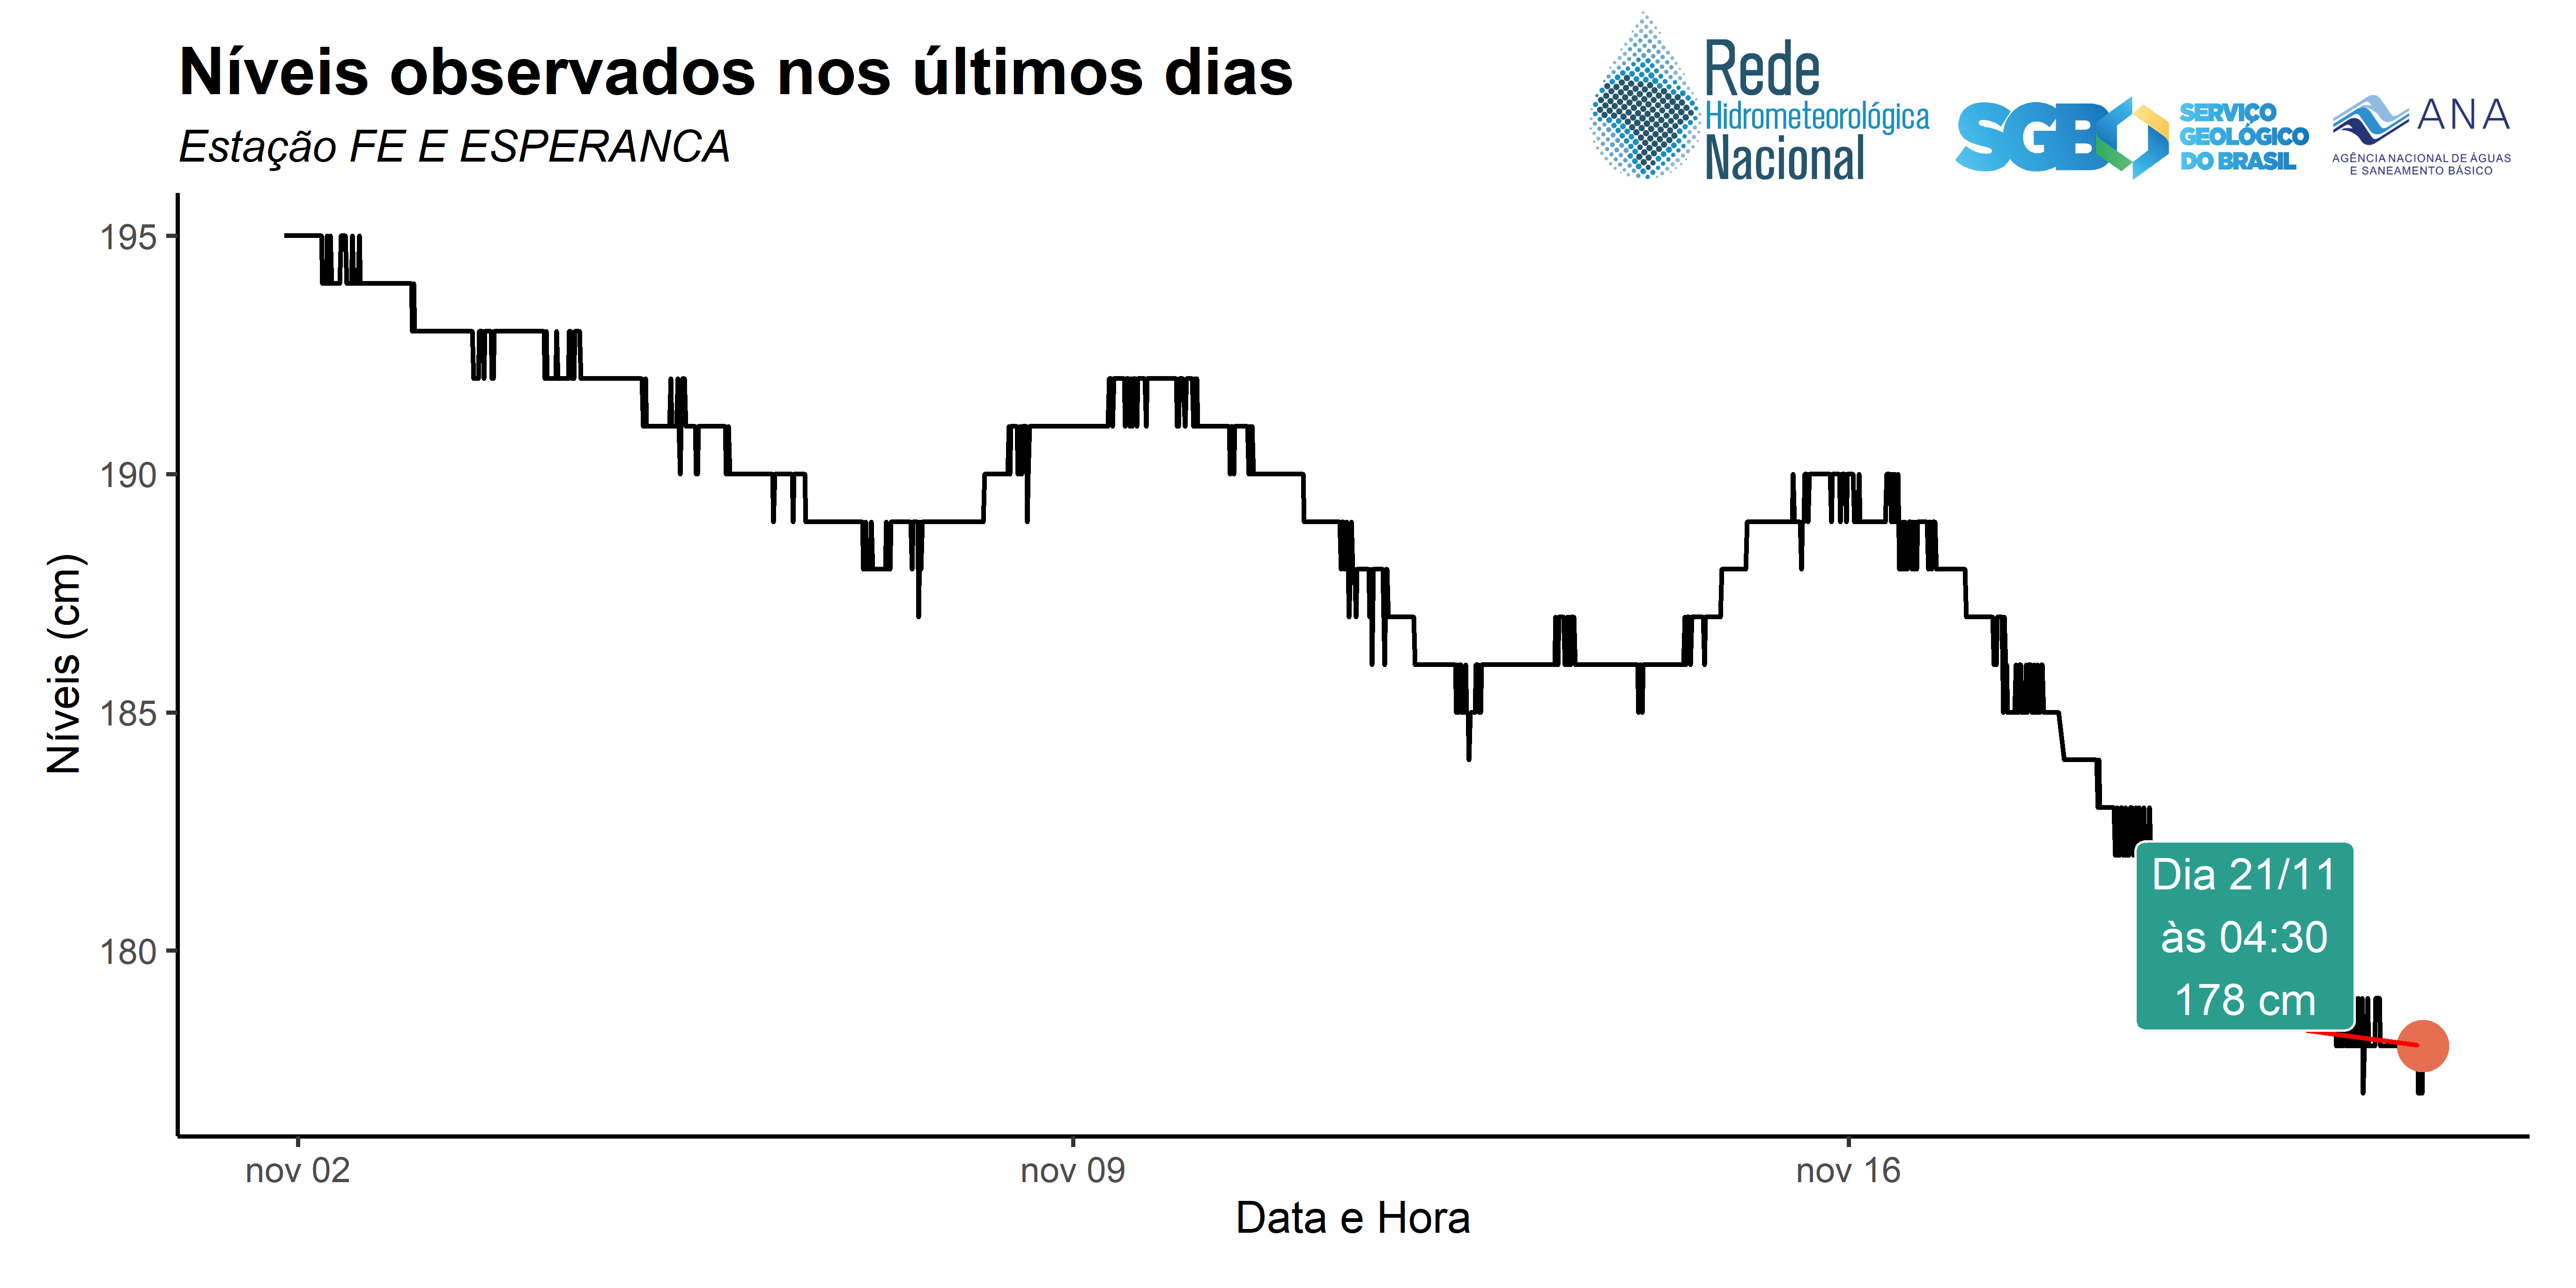 Níveis observados nos últimos dias
Estação FE E ESPERANCA
Rede
Hidrometeorológica
Nacional
SGB
SERVIÇO
GEOLÓGICO
DO BRASIL
ANA
AGÊNCIA NACIONAL DE ÁGUAS
E SANEAMENTO BÁSICO
Níveis (cm)
195
190
185
180
Dia 21/11
às 04:30
178 cm
nov 02
nov 09
nov 16
Data e Hora